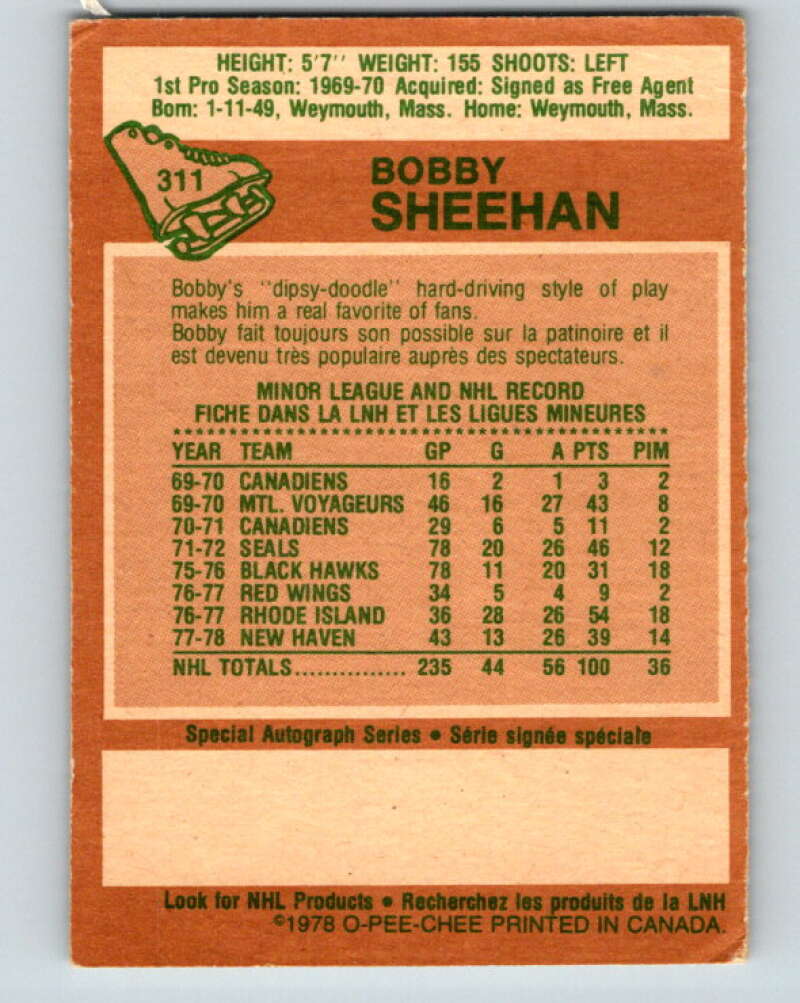 HEIGHT: 5'7'' WEIGHT: 155 SHOOTS: LEFT
1st Pro Season: 1969-70 Acquired: Signed as Free Agent
Born: 1-11-49, Weymouth, Mass. Home: Weymouth, Mass.
311
BOBBY
SHEEHAN
Bobby's ''dipsy-doodle'' hard-driving style of play
makes him a real favorite of fans.
Bobby fait toujours son possible sur la patinoire et il
est devenu très populaire auprès des spectateurs.
MINOR LEAGUE AND NHL RECORD
FICHE DANS LA LNH ET LES LIGUES MINEURES
YEAR TEAM GP G A PTS PIM
69-70 CANADIENS 16 2 1 3 2
69-70 MTL. VOYAGEURS 46 16 27 43 8
70-71 CANADIENS 29 6 5 11 2
71-72 SEALS 78 20 26 46 12
75-76 BLACK HAWKS 78 11 20 31 18
76-77 RED WINGS 34 5 4 9 2
76-77 RHODE ISLAND 36 28 26 54 18
77-78 NEW HAVEN 43 13 26 39 14
NHL TOTALS............... 235 44 56 100 36
Special Autograph Series • Série signée spéciale
Look for NHL Products • Recherchez les produits de la LNH
©1978 O-PEE-CHEE PRINTED IN CANADA.